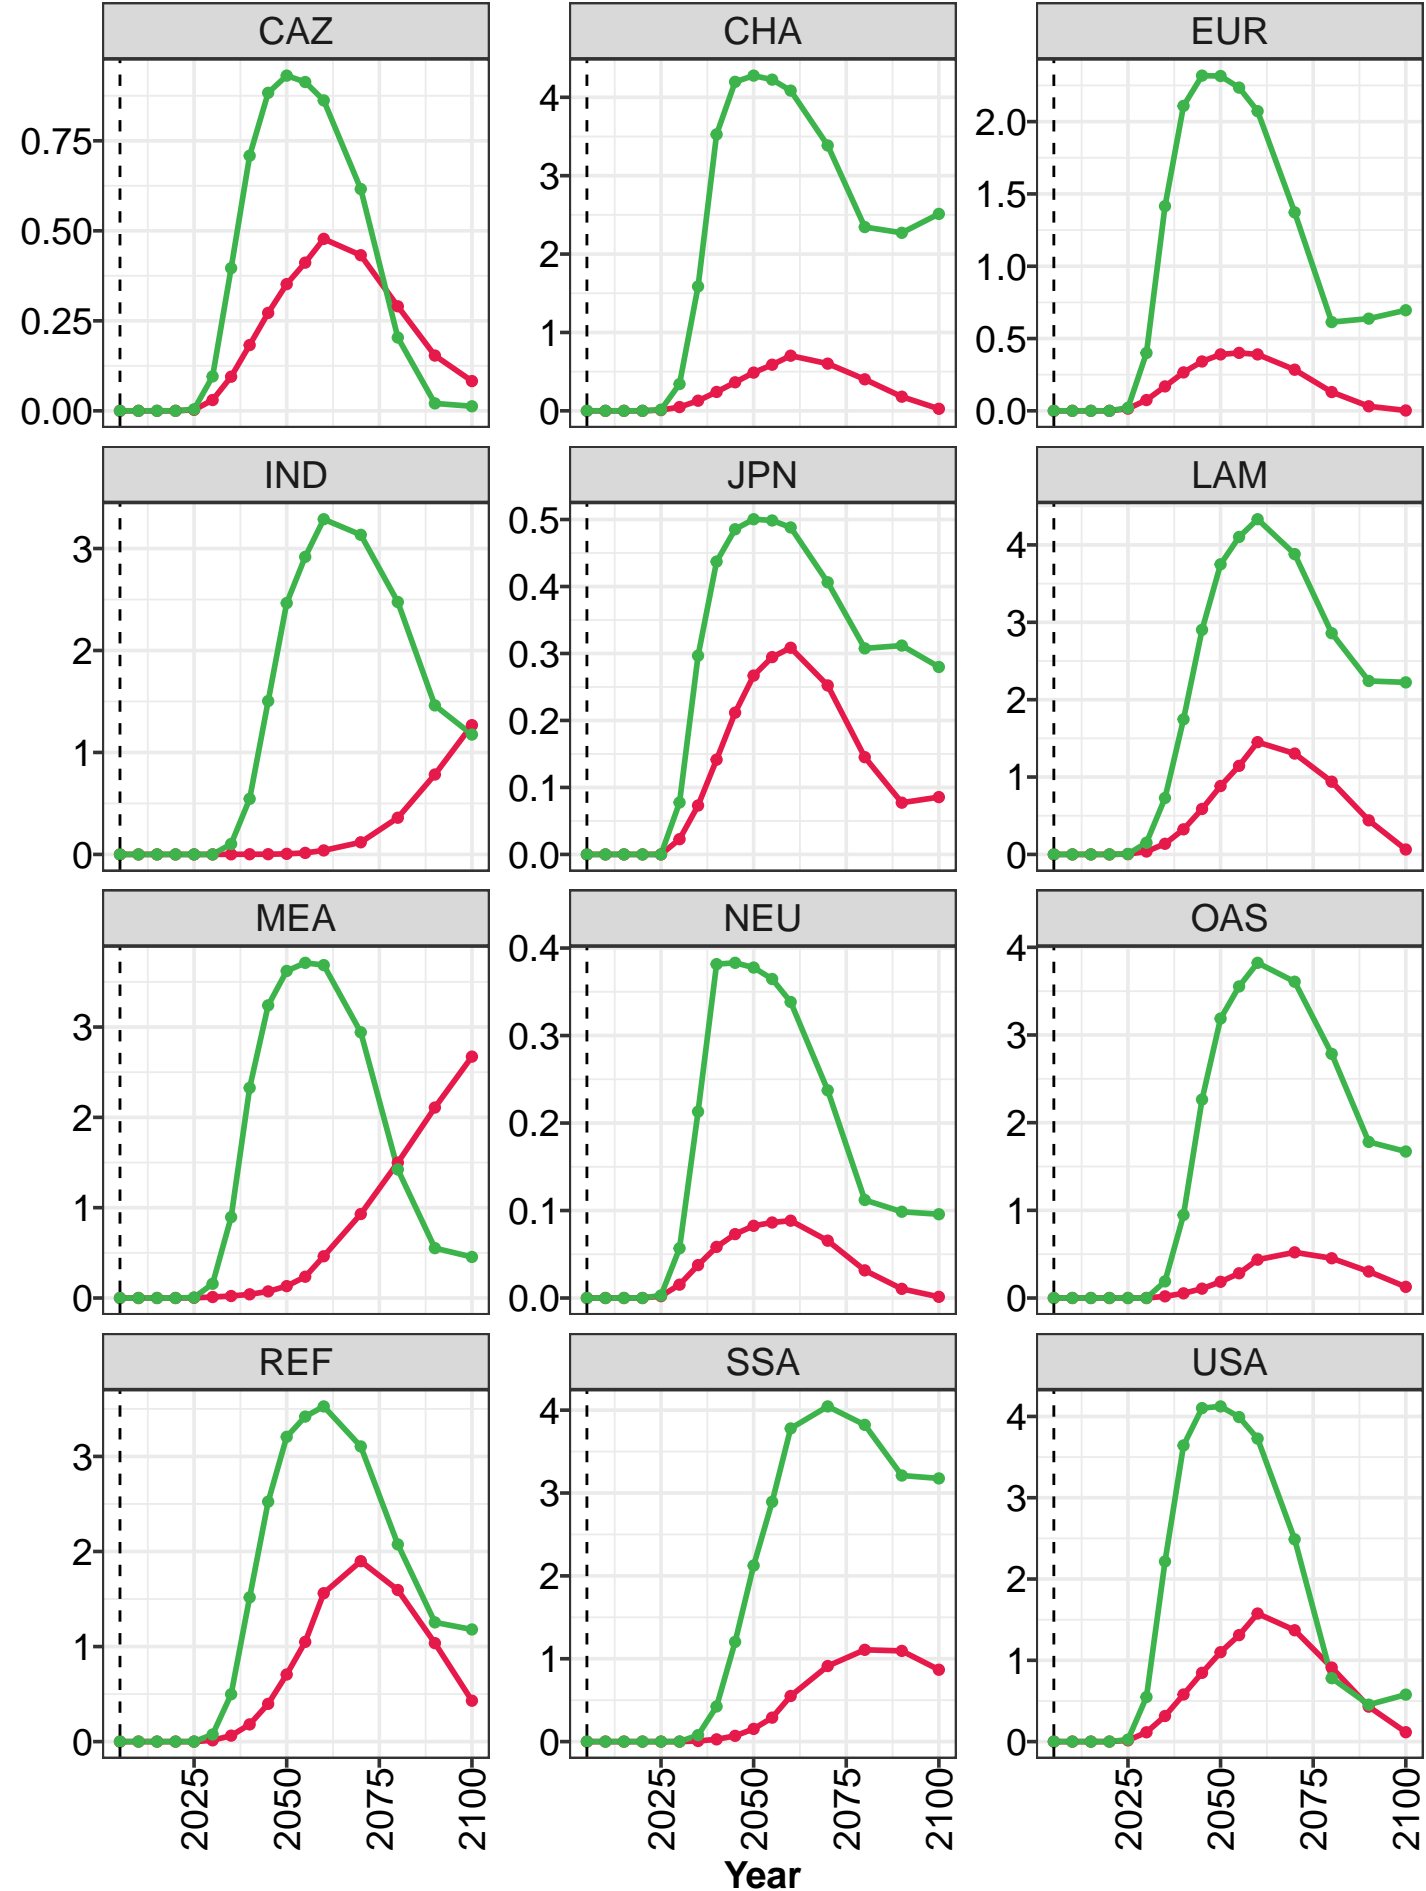 CAZ CHA EUR
0.75 4 2.0
0.50 3 1.5
0.25 2 1.0
0.00 1 0.5
0 0.0
IND JPN LAM
3 0.5 4
2 0.4 3
1 0.3 2
0 0.2 1
0.1 0
0.0
MEA NEU OAS
3 0.4 4
2 0.3 3
1 0.2 2
0 0.1 1
0.0 0
REF SSA USA
3 4 4
2 3 3
1 2 2
0 1 1
0 0
2025 2050 2075 2100 2025 2050 2075 2100 2025 2050 2075 2100
Year